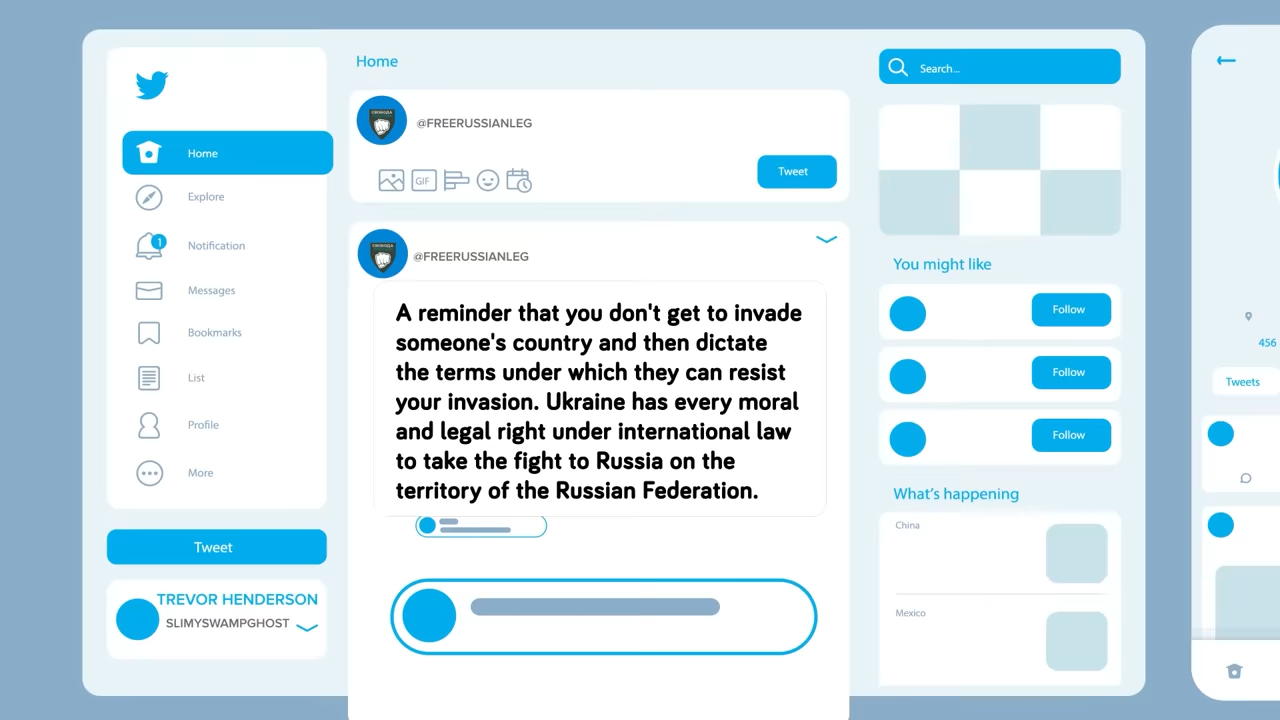 Home
Search...
@FREERUSSIANLEG
Home
GIF
Tweet
Explore
1
Notification
@FREERUSSIANLEG
You might like
Messages
A reminder that you don't get to invade
someone's country and then dictate
the terms under which they can resist
your invasion. Ukraine has every moral
and legal right under international law
to take the fight to Russia on the
territory of the Russian Federation.
Follow
Bookmarks
Follow
List
Profile
Follow
More
What's happening
China
Tweet
TREVOR HENDERSON
SLIMYSWAMPGHOST
Mexico
456
Tweets